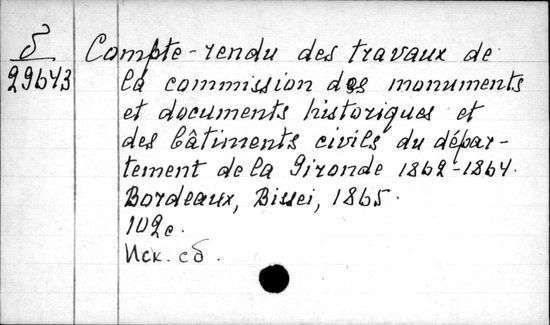 δ
29643
Compte-rendu des travaux de
la commission des monuments
et documents historiques et
des bâtiments civils du dépar-
tement de la Gironde 1862-1864.
Bordeaux, Bissei, 1865.
102 с.
Иск. сб.